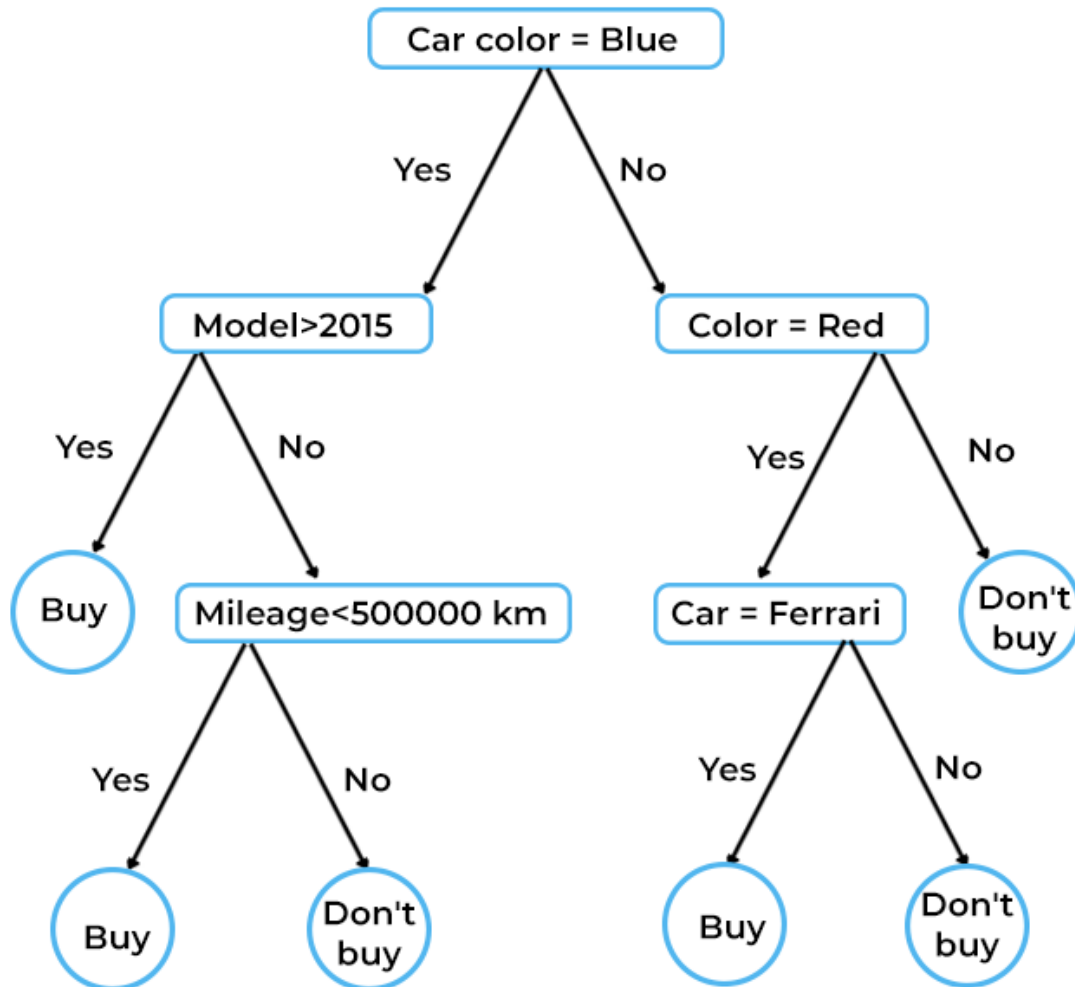 Car color = Blue
Yes
No
Model>2015
Color = Red
Yes
No
Yes
No
Buy
Mileage<500000 km
Car = Ferrari
Don't
buy
Yes
No
Yes
No
Buy
Don't
buy
Buy
Don't
buy